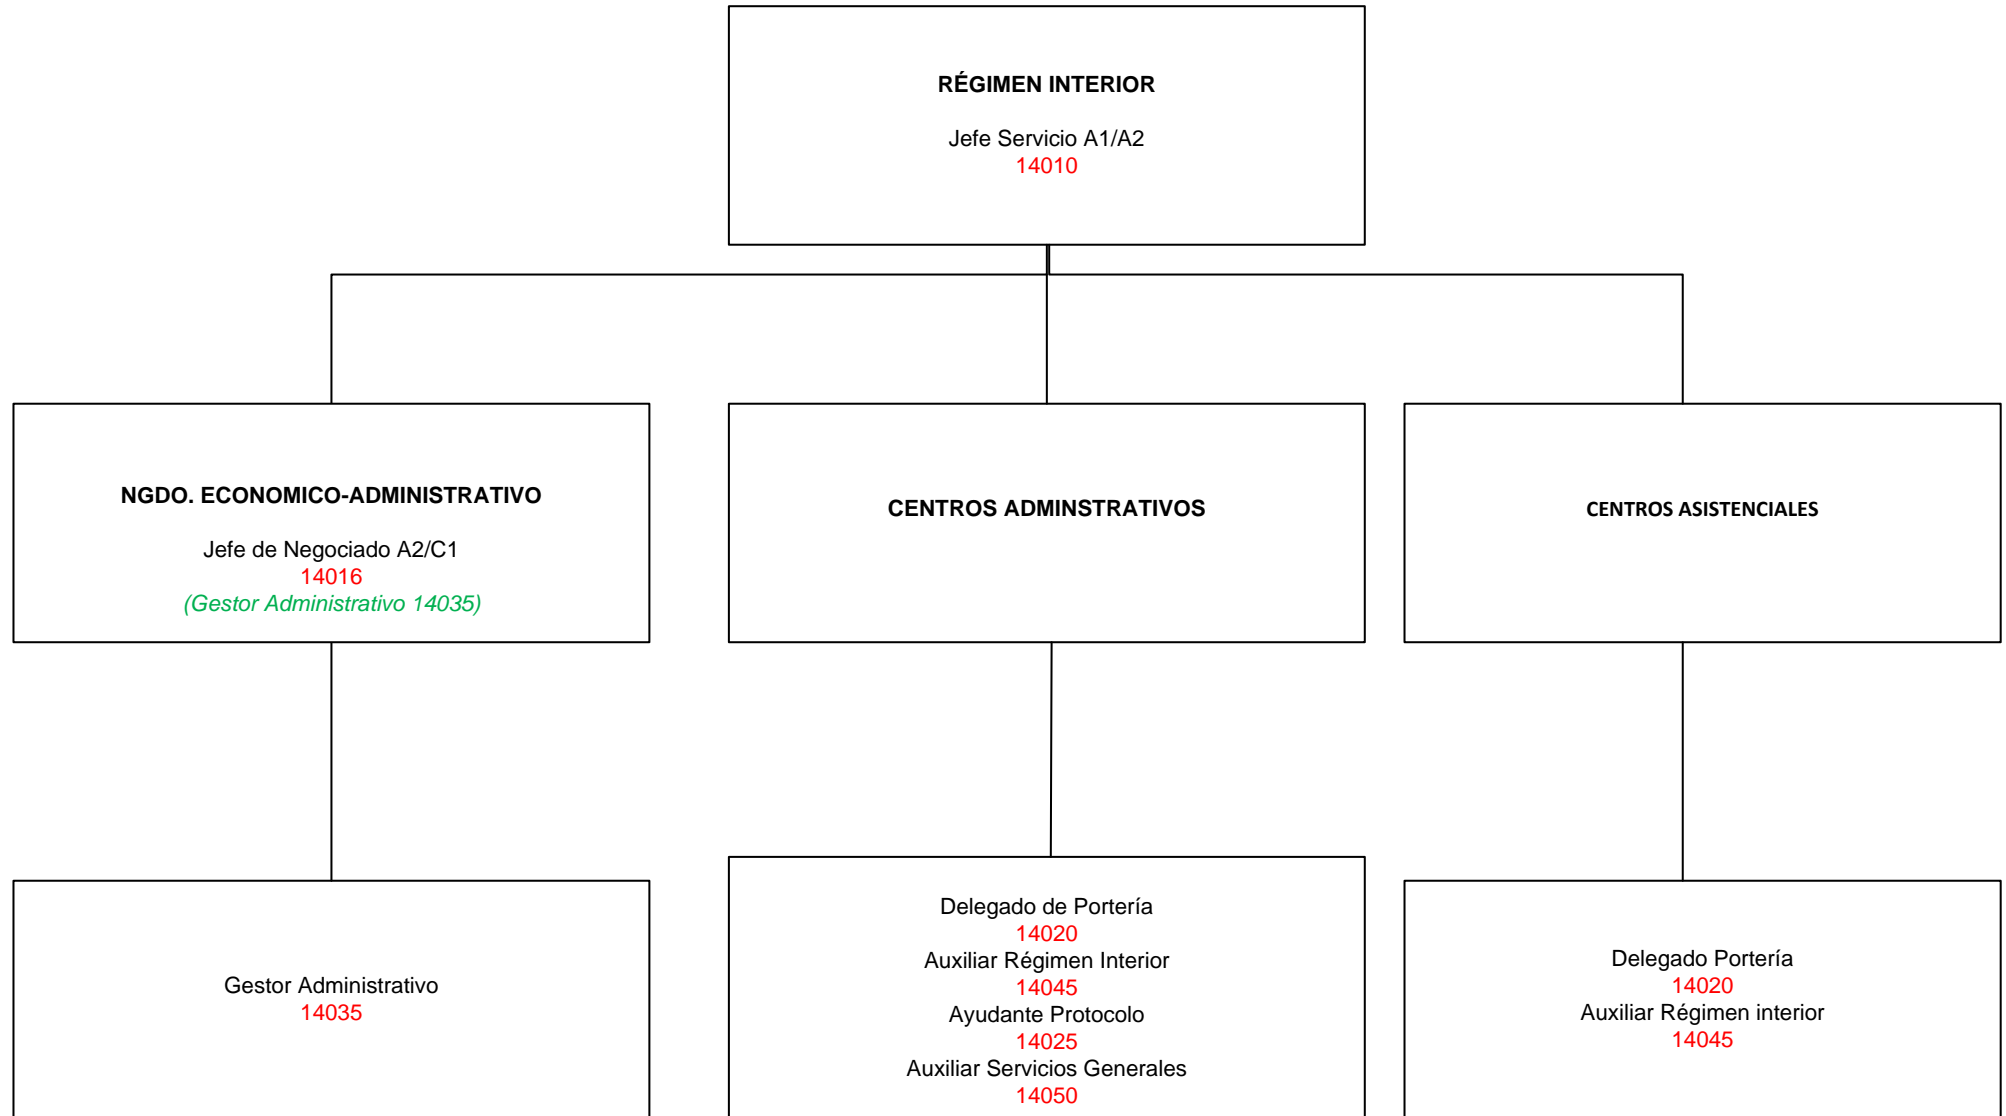 RÉGIMEN INTERIOR
Jefe Servicio A1/A2
14010
NGDO. ECONOMICO-ADMINISTRATIVO
Jefe de Negociado A2/C1
14016
(Gestor Administrativo 14035)
CENTROS ADMINSTRATIVOS
CENTROS ASISTENCIALES
Gestor Administrativo
14035
Delegado de Portería
14020
Auxiliar Régimen Interior
14045
Ayudante Protocolo
14025
Auxiliar Servicios Generales
14050
Delegado Portería
14020
Auxiliar Régimen interior
14045